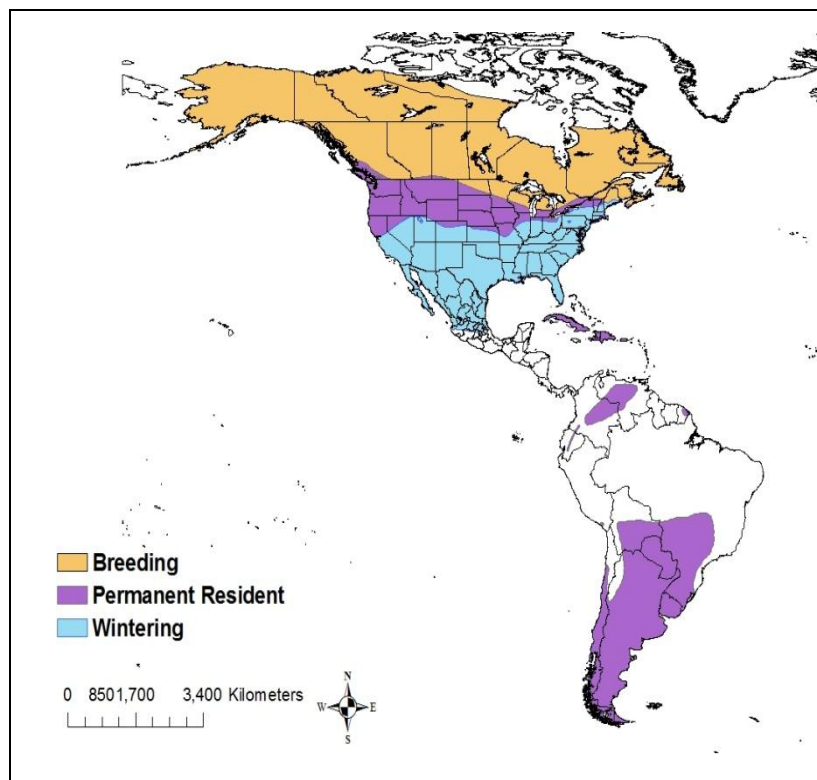 Breeding
Permanent Resident
Wintering
0 8501,700 3,400 Kilometers
N
W E
S